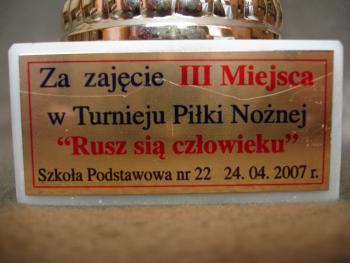 Za zajęcie III Miejsca
w Turnieju Piłki Nożnej
“Rusz sią człowieku”
Szkoła Podstawowa nr 22 24. 04. 2007 r.